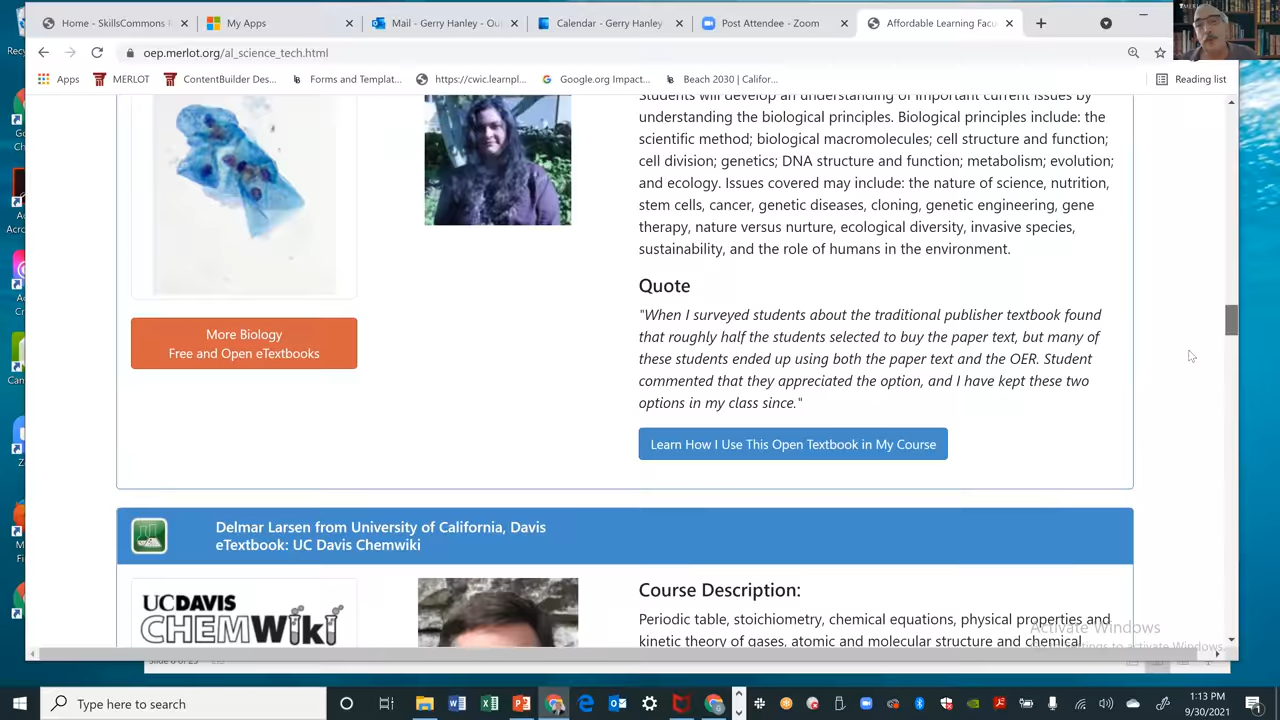 Home - SkillsCommons
My Apps
Mail - Gerry Hanley - Ou
Calendar - Gerry Hanley
Post Attendee - Zoom
Affordable Learning Facu
oep.merlot.org/al_science_tech.html
Apps
MERLOT
ContentBuilder Des...
Forms and Templat...
https://cwic.learnpl...
Google.org Impact...
Beach 2030 | Califor...
Reading list
Students will develop an understanding of important current issues by
understanding the biological principles. Biological principles include: the
scientific method; biological macromolecules; cell structure and function;
cell division; genetics; DNA structure and function; metabolism; evolution;
and ecology. Issues covered may include: the nature of science, nutrition,
stem cells, cancer, genetic diseases, cloning, genetic engineering, gene
therapy, nature versus nurture, ecological diversity, invasive species,
sustainability, and the role of humans in the environment.
More Biology
Free and Open eTextbooks
Quote
"When I surveyed students about the traditional publisher textbook found
that roughly half the students selected to buy the paper text, but many of
these students ended up using both the paper text and the OER. Student
commented that they appreciated the option, and I have kept these two
options in my class since."
Learn How I Use This Open Textbook in My Course
Delmar Larsen from University of California, Davis
eTextbook: UC Davis Chemwiki
UCDAVIS
CHEMWiki
Course Description:
Periodic table, stoichiometry, chemical equations, physical properties and
kinetic theory of gases, atomic and molecular structure and chemical
Activate Windows
Type here to search
1:13 PM
9/30/2021